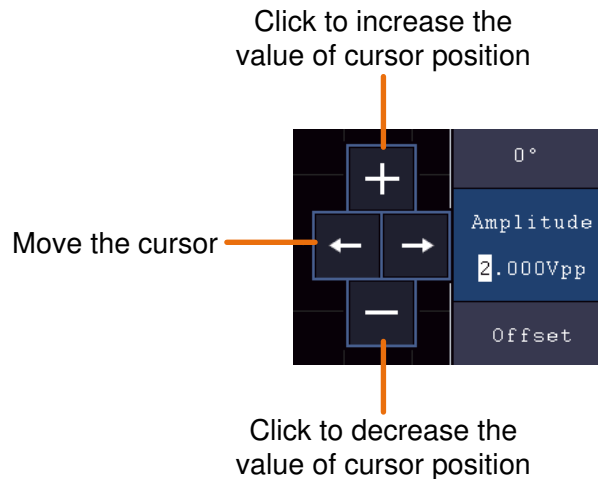 Click to increase the
value of cursor position
0°
Amplitude
Move the cursor
2.000Vpp
Offset
Click to decrease the
value of cursor position